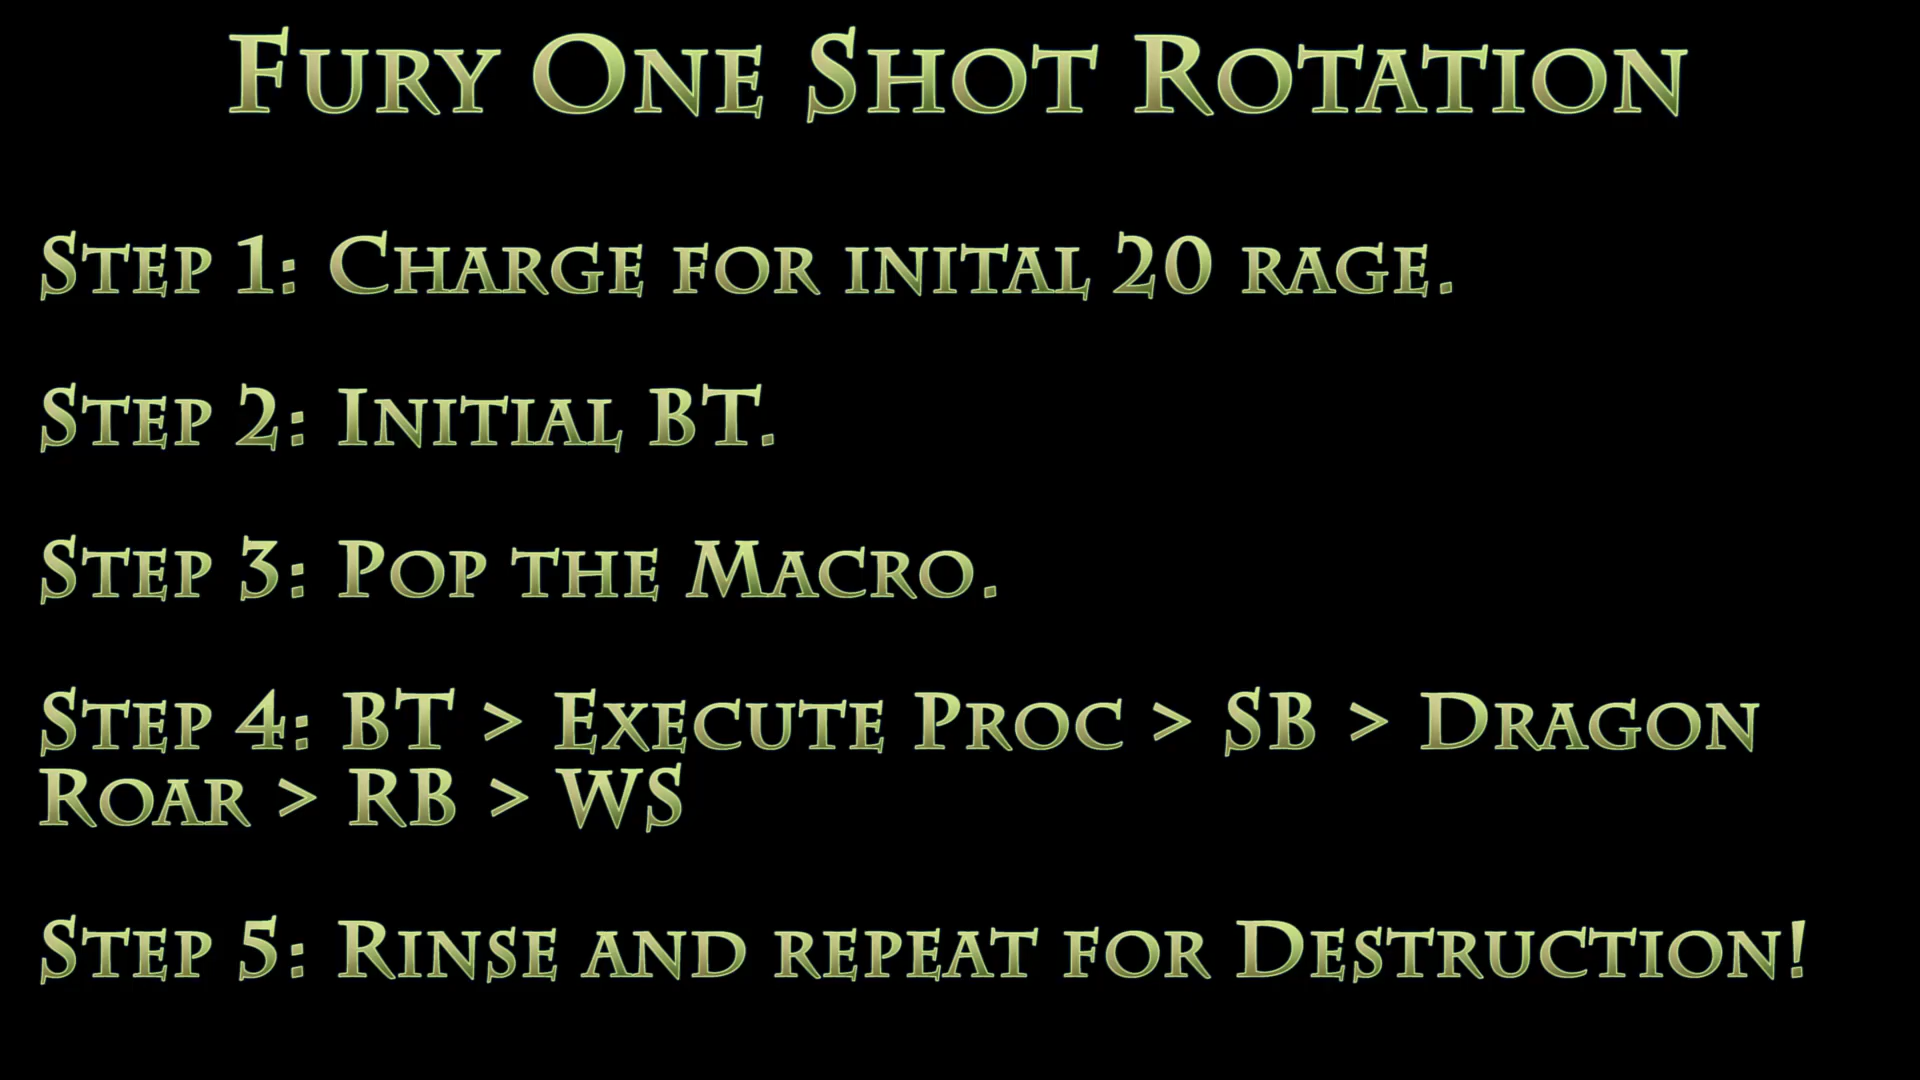 Fury One Shot Rotation
Step 1: Charge for inital 20 rage.
Step 2: Initial BT.
Step 3: Pop the Macro.
Step 4: BT > Execute Proc > SB > Dragon
Roar > RB > WS
Step 5: Rinse and repeat for Destruction!